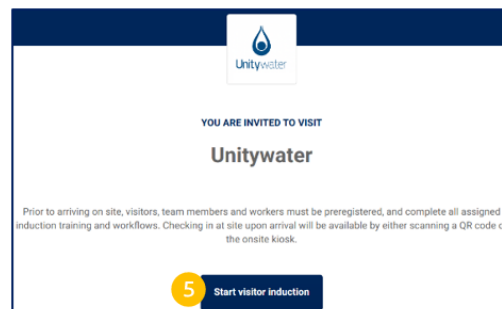 Unitywater
YOU ARE INVITED TO VISIT
Unitywater
Prior to arriving on site, visitors, team members and workers must be preregistered, and complete all assigned
induction training and workflows. Checking in at site upon arrival will be available by either scanning a QR code
the onsite kiosk.
5
Start visitor induction